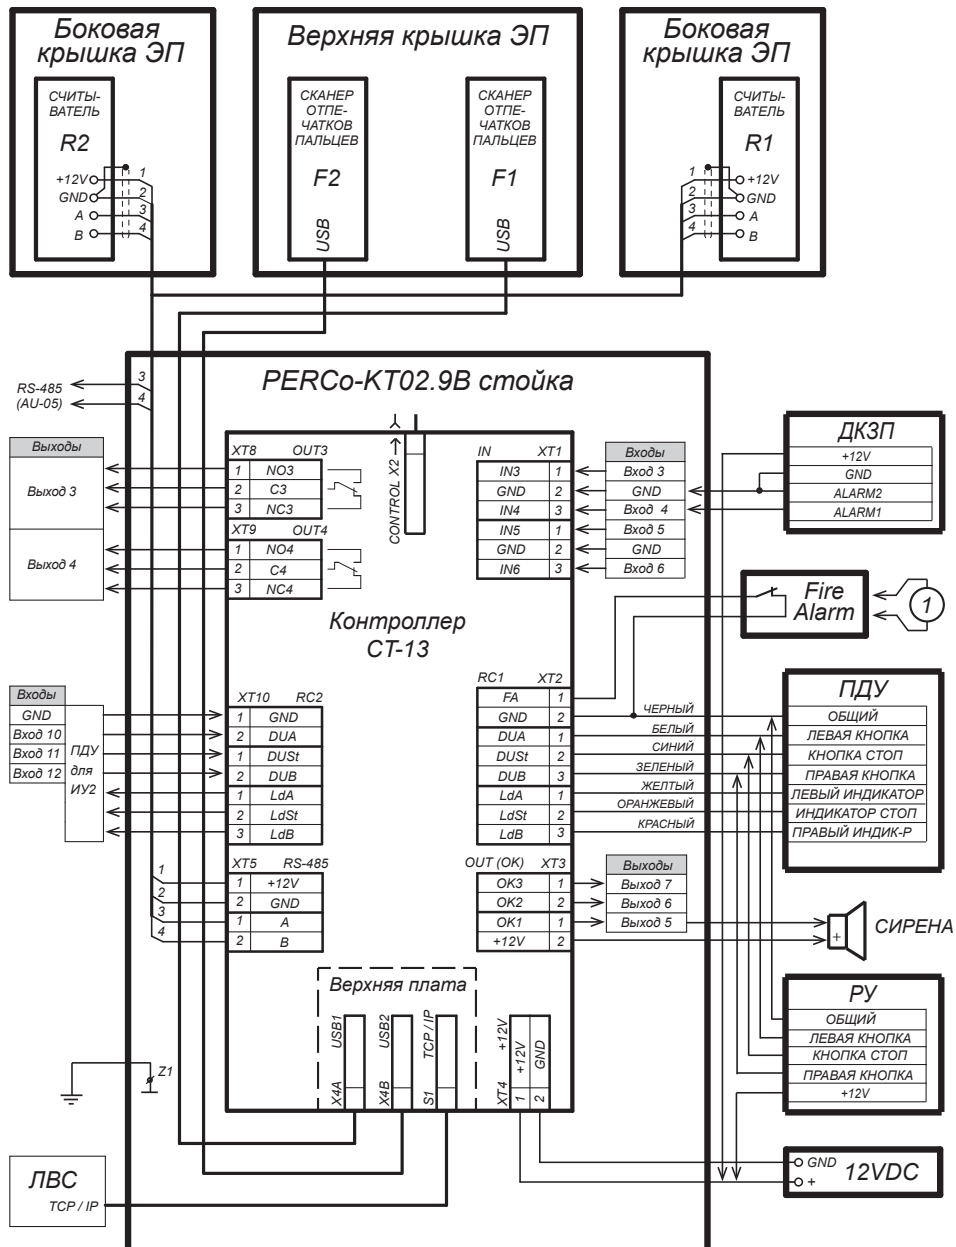 Боковая
крышка ЭП
СЧИТЫ-
ВАТЕЛЬ
R2
+12V
GND
A
B
1
2
3
4
Верхняя крышка ЭП
СКАНЕР
ОТПЕ-
ЧАТКОВ
ПАЛЬЦЕВ
F2
USB
СКАНЕР
ОТПЕ-
ЧАТКОВ
ПАЛЬЦЕВ
F1
USB
Боковая
крышка ЭП
СЧИТЫ-
ВАТЕЛЬ
R1
1
2
3
4
+12V
GND
A
B
PERCo-KT02.9B стойка
RS-485
(AU-05)
3
4
Выходы
Выход 3
Выход 4
XT8 OUT3
1 NO3
2 C3
3 NC3
XT9 OUT4
1 NO4
2 C4
3 NC4
CONTROL X2
IN XT1
IN3 1
GND 2
IN4 3
IN5 1
GND 2
IN6 3
Входы
Вход 3
GND
Вход 4
Вход 5
GND
Вход 6
ДКЗП
+12V
GND
ALARM2
ALARM1
Fire
Alarm
1
Контроллер
CT-13
Входы
GND
Вход 10
Вход 11
Вход 12
ПДУ
для
ИУ2
XT10 RC2
1 GND
2 DUA
1 DUSt
2 DUB
1 LdA
2 LdSt
3 LdB
RC1 XT2
FA 1
GND 2
DUA 1
DUSt 2
DUB 3
LdA 1
LdSt 2
LdB 3
ЧЕРНЫЙ
БЕЛЫЙ
СИНИЙ
ЗЕЛЕНЫЙ
ЖЕЛТЫЙ
ОРАНЖЕВЫЙ
КРАСНЫЙ
ПДУ
ОБЩИЙ
ЛЕВАЯ КНОПКА
КНОПКА СТОП
ПРАВАЯ КНОПКА
ЛЕВЫЙ ИНДИКАТОР
ИНДИКАТОР СТОП
ПРАВЫЙ ИНДИК-Р
1
2
3
4
XT5 RS-485
1 +12V
2 GND
1 A
2 B
OUT (OK) XT3
OK3 1
OK2 2
OK1 1
+12V 2
Выходы
Выход 7
Выход 6
Выход 5
+
СИРЕНА
Верхняя плата
X4A USB1
X4B USB2
S1 TCP / IP
XT4 +12V
1 +12V
2 GND
РУ
ОБЩИЙ
ЛЕВАЯ КНОПКА
КНОПКА СТОП
ПРАВАЯ КНОПКА
+12V
Z1
ЛВС
TCP / IP
GND
+
12VDC